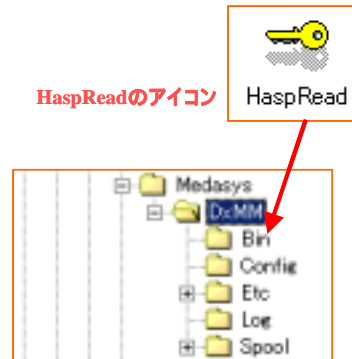 HaspReadのアイコン
HaspRead
Medasys
DxMM
Bin
Config
Etc
Log
Spool